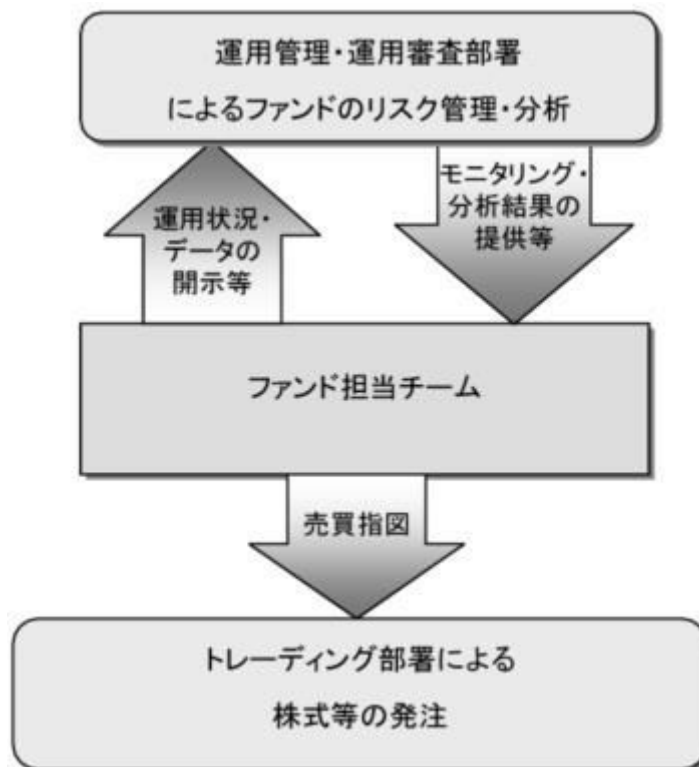 運用管理・運用審査部署
によるファンドのリスク管理・分析
運用状況・
データの
開示等
モニタリング・
分析結果の
提供等
ファンド担当チーム
売買指図
トレーディング部署による
株式等の発注